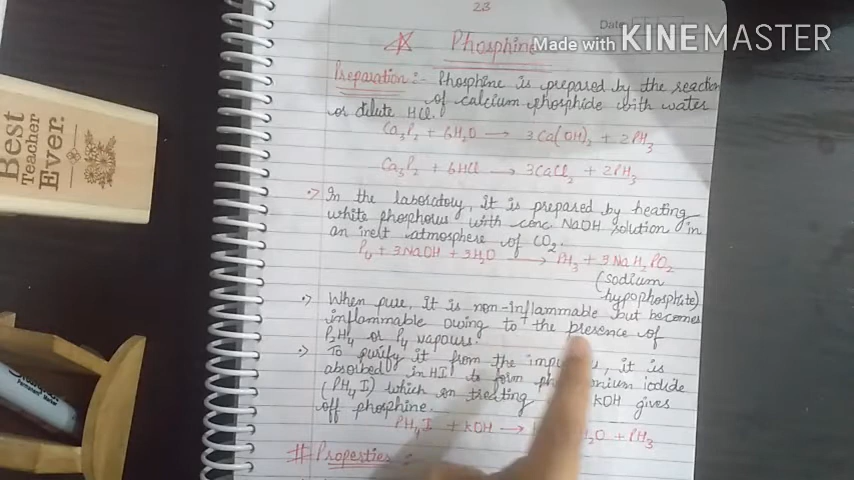 23
Date
Phosphine
Made with KINEMASTER
Preparation :- Phosphine is prepared by the reaction
of calcium phosphide with water
or dilute HCl.
Ca₃P₂ + 6H₂O → 3Ca(OH)₂ + 2PH₃
Ca₃P₂ + 6HCl → 3CaCl₂ + 2PH₃
In the laboratory, it is prepared by heating
white phosphorus with conc NaOH solution in
an inert atmosphere of CO₂.
P₄ + 3NaOH + 3H₂O → PH₃ + 3NaH₂PO₂
(sodium
hypophosphite)
When pure, it is non-inflammable but becomes
inflammable owing to the presence of
P₂H₄ or P₄ vapours.
To purify it from the it is
absorbed in HI to form iodide
(PH₄I) which on treating KOH gives
off phosphine.
PH₄I + KOH → + PH₃
# Properties :
Best
Teacher
Ever.